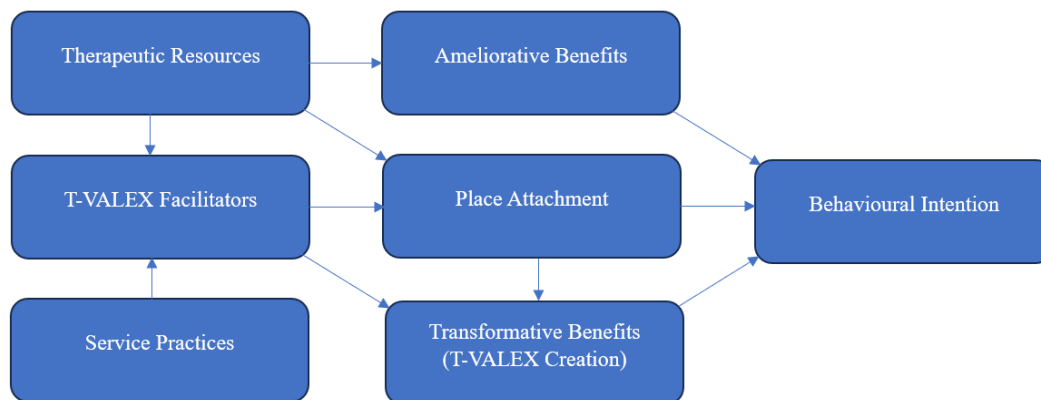 Therapeutic Resources
Ameliorative Benefits
T-VALEX Facilitators
Place Attachment
Behavioural Intention
Service Practices
Transformative Benefits
(T-VALEX Creation)